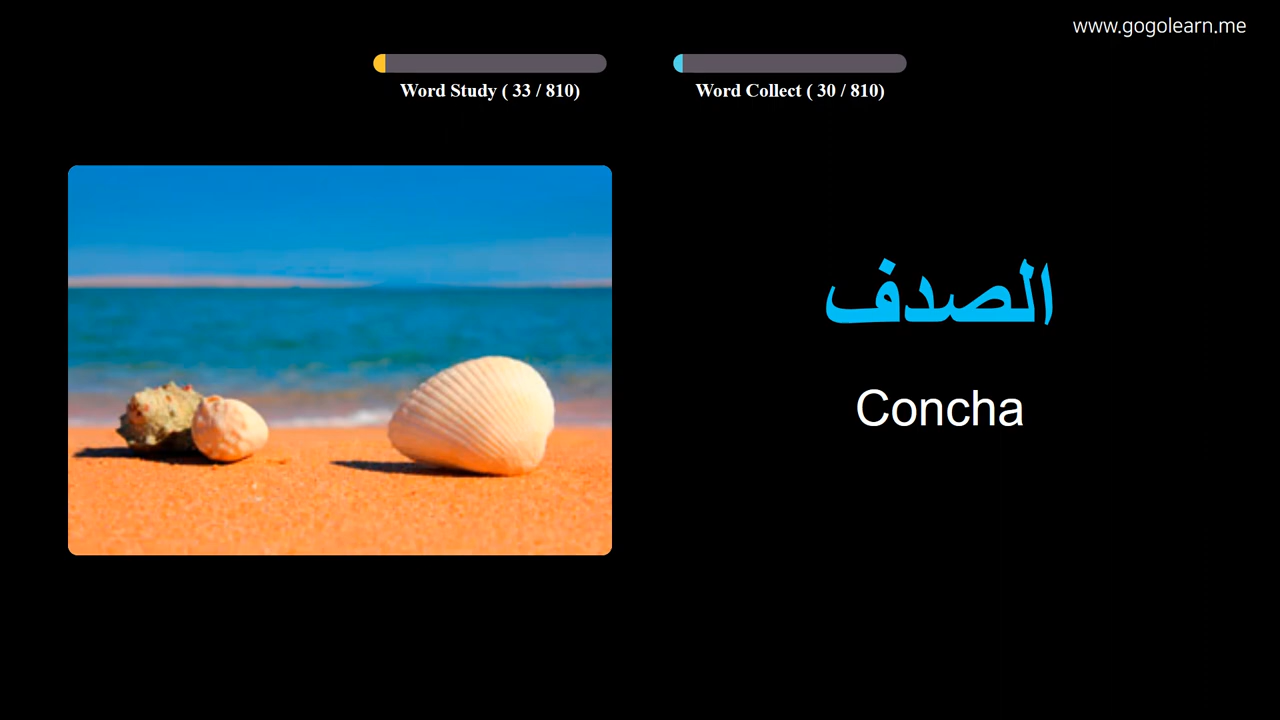 www.gogolearn.me
Word Study ( 33 / 810)
Word Collect ( 30 / 810)
الصدف
Concha